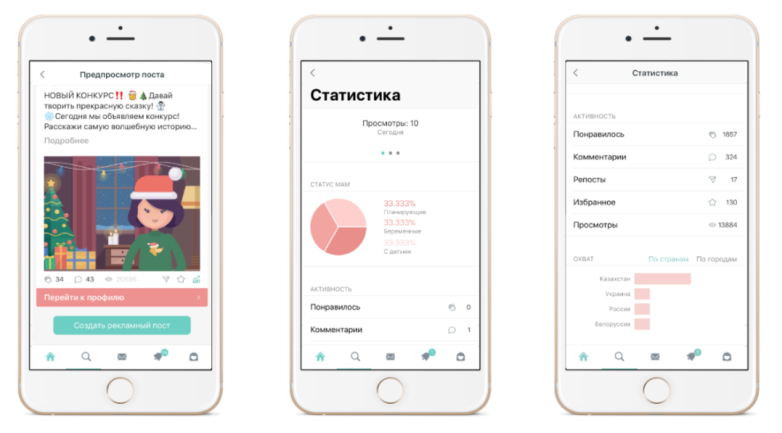 Предпросмотр поста
НОВЫЙ КОНКУРС‼️ 🎅🎄Давай
творить прекрасную сказку! ☃️
❄️Сегодня мы объявляем конкурс!
Расскажи самую волшебную историю...
Подробнее
34 43
Перейти к профилю
Создать рекламный пост
Статистика
Просмотры: 10
Сегодня
СТАТУС МАМ
33.333%
Планирующие
33.333%
Беременные
33.333%
С детьми
АКТИВНОСТЬ
Понравилось 0
Комментарии 1
Статистика
АКТИВНОСТЬ
Понравилось 1857
Комментарии 324
Репосты 17
Избранное 130
Просмотры 13884
ОХВАТ По странам По городам
Казахстан
Украина
Россия
Белоруссия